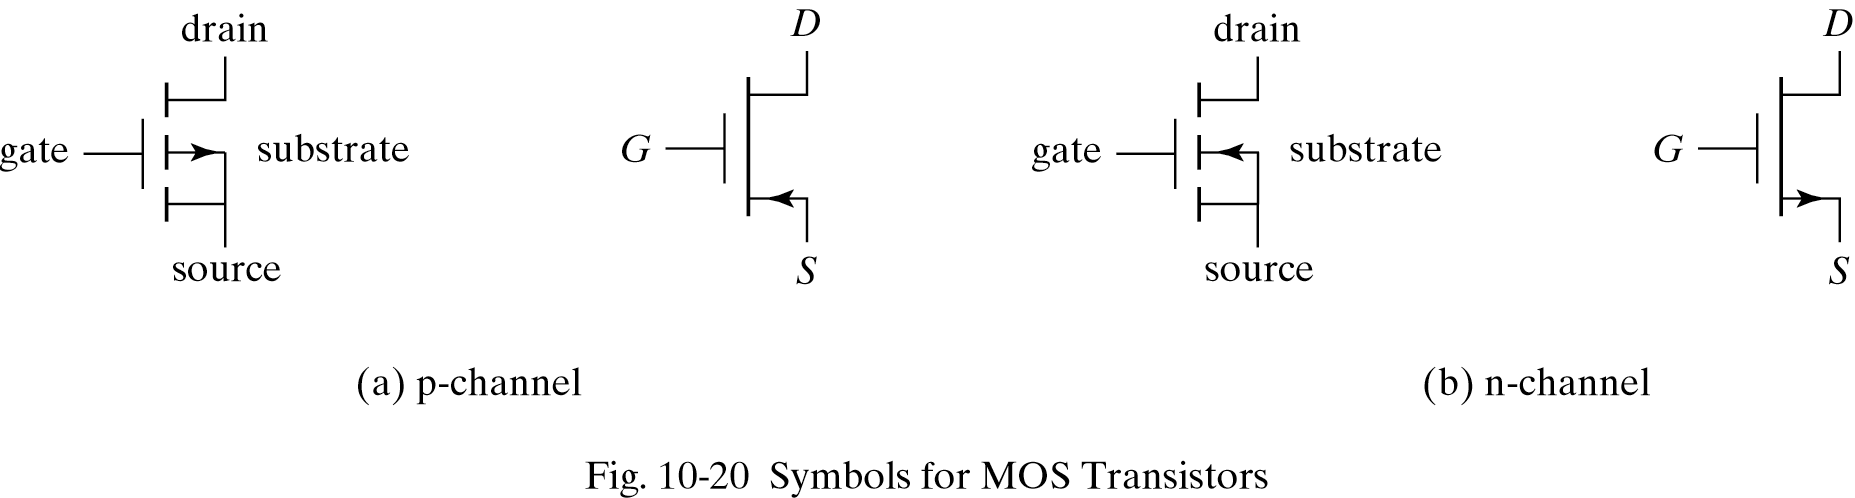 drain
gate
substrate
source
D
G
S
drain
gate
substrate
source
D
G
S
(a) p-channel
(b) n-channel
Fig. 10-20 Symbols for MOS Transistors